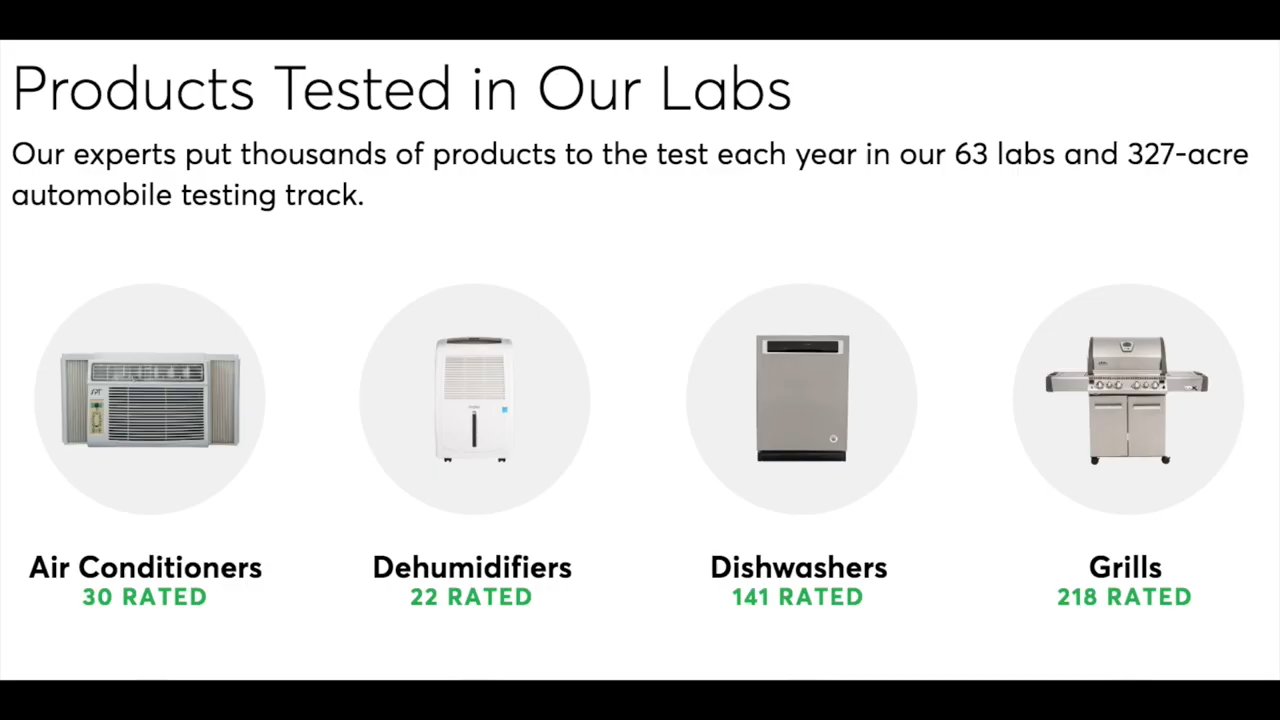 Products Tested in Our Labs
Our experts put thousands of products to the test each year in our 63 labs and 327-acre
automobile testing track.
Air Conditioners
30 RATED
Dehumidifiers
22 RATED
Dishwashers
141 RATED
Grills
218 RATED